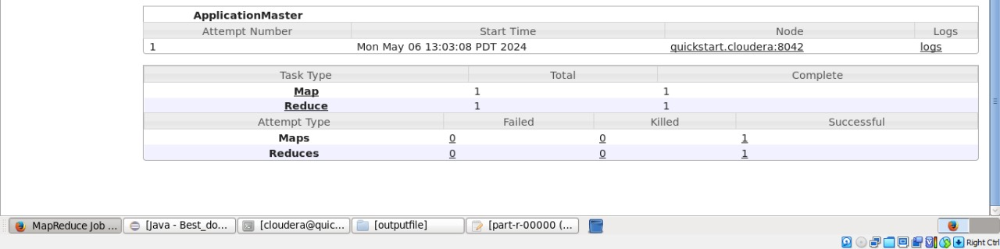 ApplicationMaster
Attempt Number Start Time Node Logs
1 Mon May 06 13:03:08 PDT 2024 quickstart.cloudera:8042 logs
Task Type Total Complete
Map 1 1
Reduce 1 1
Attempt Type Failed Killed Successful
Maps 0 0 1
Reduces 0 0 1
MapReduce Job ... [Java - Best_do... [cloudera@quic... [outputfile] [part-r-00000 (...
Right Ctrl